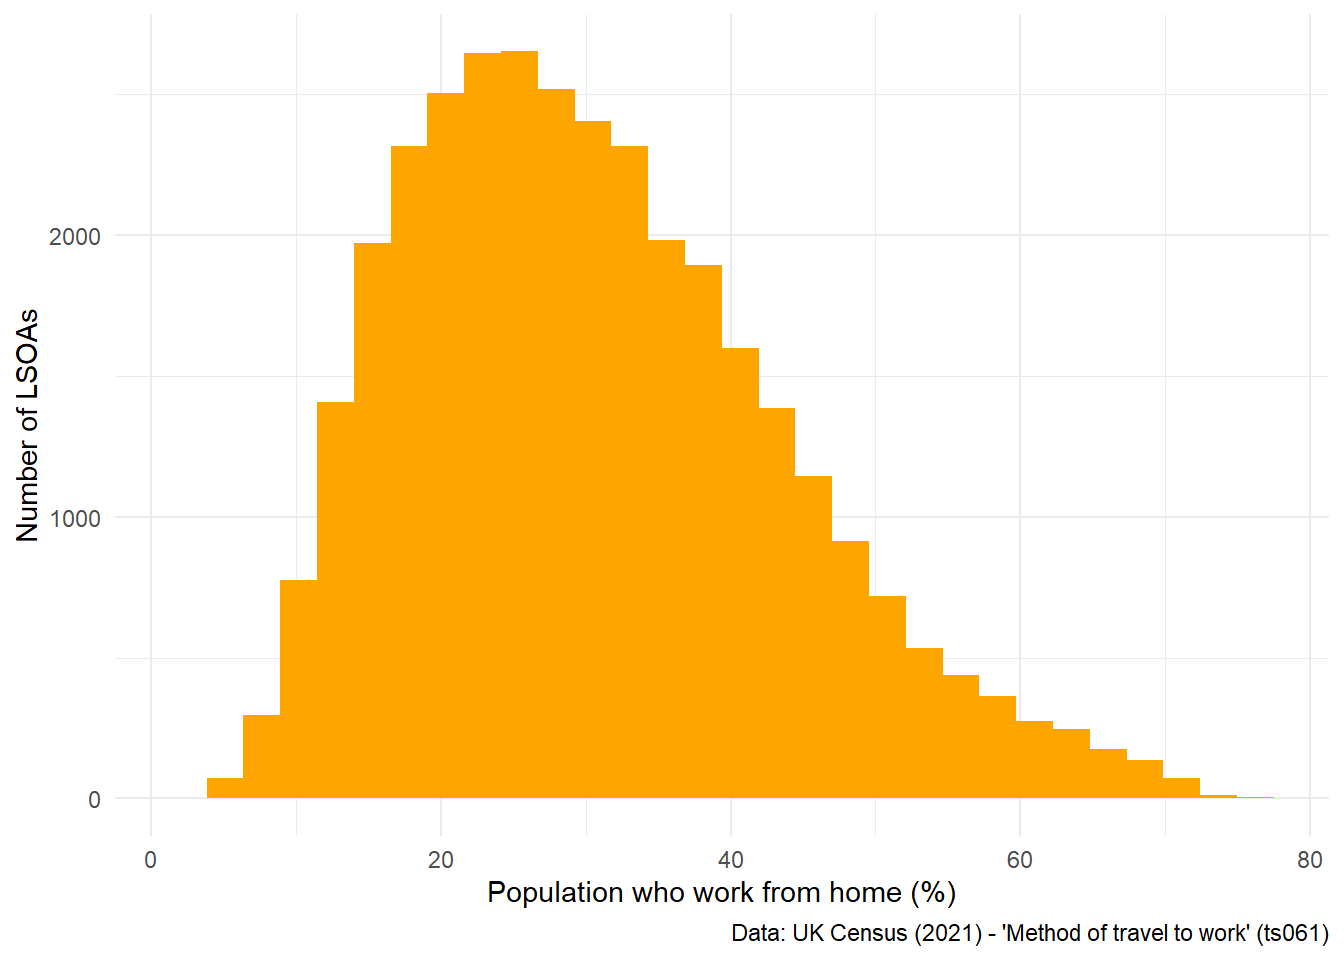 Number of LSOAs
2000
1000
0
0 20 40 60 80
Population who work from home (%)
Data: UK Census (2021) - 'Method of travel to work' (ts061)